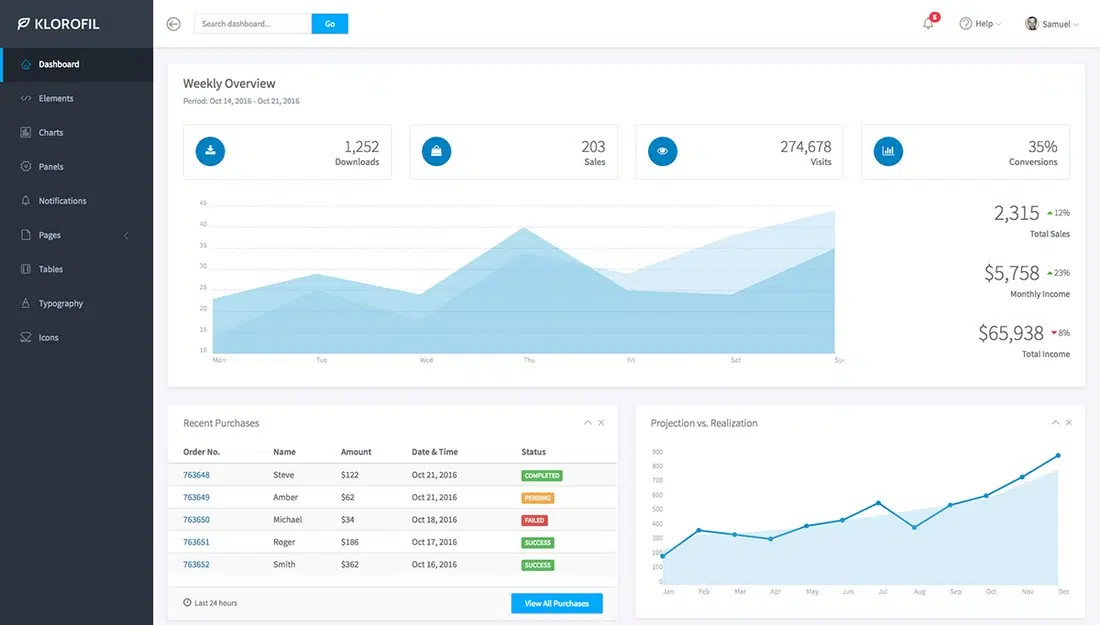 KLOROFIL
Search dashboard...
Go
8
Help
Samuel
Dashboard
Elements
Charts
Panels
Notifications
Pages
Tables
Typography
Icons
Weekly Overview
Period: Oct 14, 2016 - Oct 21, 2016
1,252
Downloads
203
Sales
274,678
Visits
35%
Conversions
45
40
35
30
25
20
15
10
Mon Tue Wed Thu Fri Sat Sun
2,315 12%
Total Sales
$5,758 23%
Monthly Income
$65,938 8%
Total Income
Recent Purchases
Order No. Name Amount Date & Time Status
763648 Steve $122 Oct 21, 2016 COMPLETED
763649 Amber $62 Oct 21, 2016 PENDING
763650 Michael $34 Oct 18, 2016 FAILED
763651 Roger $186 Oct 17, 2016 SUCCESS
763652 Smith $362 Oct 16, 2016 SUCCESS
Last 24 hours
View All Purchases
Projection vs. Realization
900
800
700
600
500
400
300
200
100
0
Jan Feb Mar Apr May Jun Jul Aug Sep Oct Nov Dec